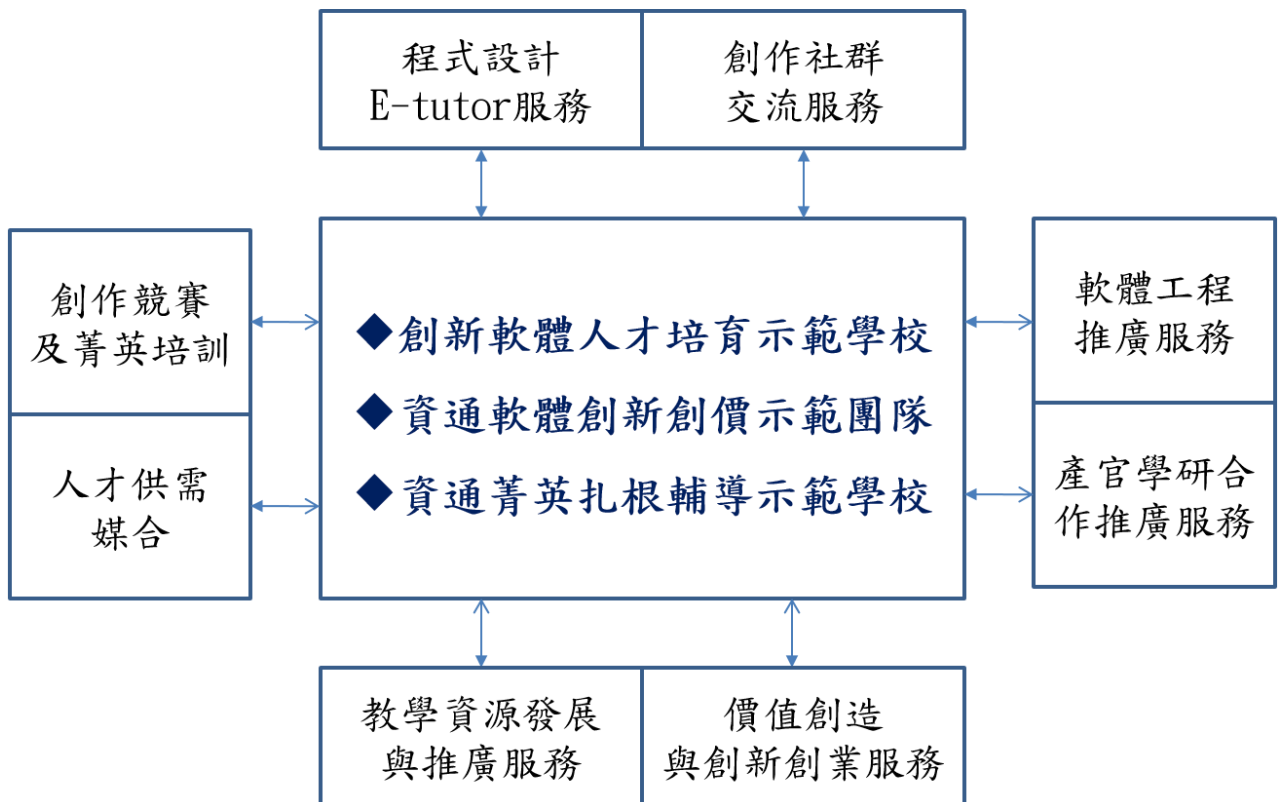 程式設計
E-tutor服務
創作社群
交流服務
創作競賽
及菁英培訓
人才供需
媒合
◆創新軟體人才培育示範學校
◆資通軟體創新創價示範團隊
◆資通菁英扎根輔導示範學校
軟體工程
推廣服務
產官學研合
作推廣服務
教學資源發展
與推廣服務
價值創造
與創新創業服務